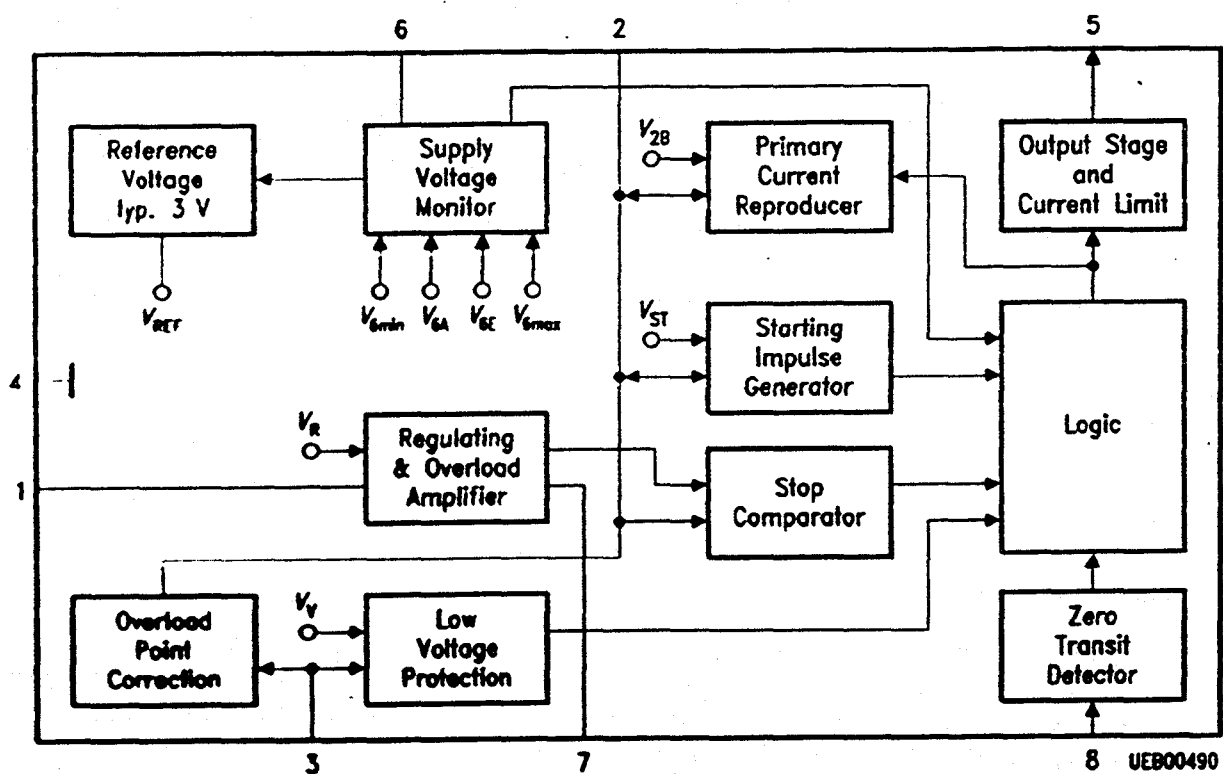 6
2
5
Reference
Voltage
typ. 3 V
Supply
Voltage
Monitor
V2B
Primary
Current
Reproducer
Output Stage
and
Current Limit
VREF
V6min
V6A
V6E
V6max
VST
Starting
Impulse
Generator
4
Logic
VR
Regulating
& Overload
Amplifier
1
Stop
Comparator
Overload
Point
Correction
VV
Low
Voltage
Protection
Zero
Transit
Detector
3
7
8
UEB00490